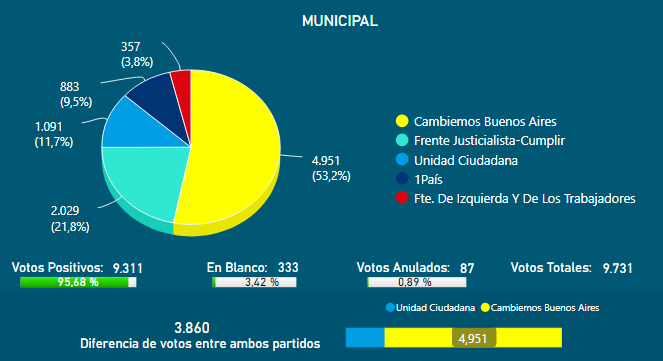 MUNICIPAL
357
(3,8%)
883
(9,5%)
1.091
(11,7%)
2.029
(21,8%)
4.951
(53,2%)
Cambiemos Buenos Aires
Frente Justicialista-Cumplir
Unidad Ciudadana
1País
Fte. De Izquierda Y De Los Trabajadores
Votos Positivos: 9.311
95,68 %
En Blanco: 333
3,42 %
Votos Anulados: 87
0,89 %
Votos Totales: 9.731
Unidad Ciudadana Cambiemos Buenos Aires
3.860
Diferencia de votos entre ambos partidos
4,951